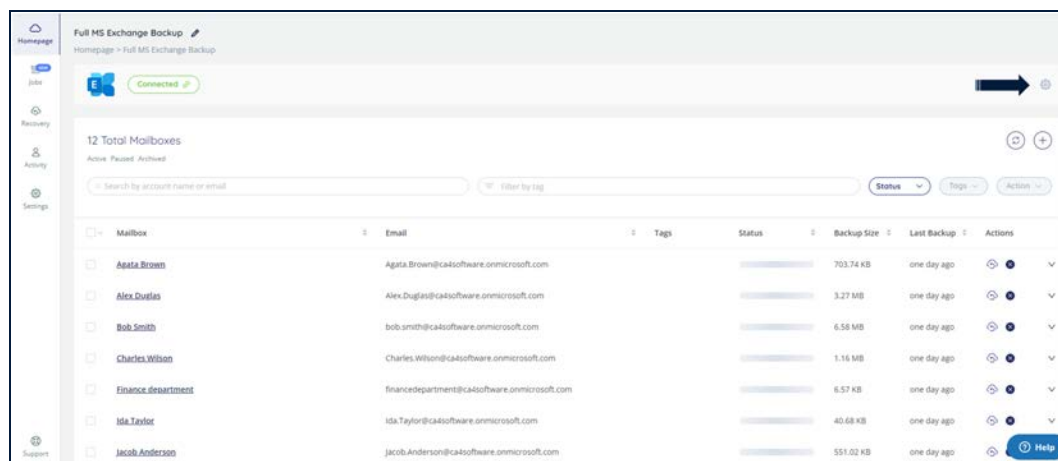 Homepage
Full MS Exchange Backup
Homepage > Full MS Exchange Backup
NEW
Jobs
E
Connected
Recovery
12 Total Mailboxes
Active Paused Archived
Activity
Search by account name or email
Filter by tag
Status
Tags
Action
Settings
Mailbox Email Tags Status Backup Size Last Backup Actions
Agata Brown Agata.Brown@ca4software.onmicrosoft.com 703.74 KB one day ago
Alex Duglas Alex.Duglas@ca4software.onmicrosoft.com 3.27 MB one day ago
Bob Smith bob.smith@ca4software.onmicrosoft.com 6.58 MB one day ago
Charles Wilson Charles.Wilson@ca4software.onmicrosoft.com 1.16 MB one day ago
Finance department financedepartment@ca4software.onmicrosoft.com 6.57 KB one day ago
Ida Taylor Ida.Taylor@ca4software.onmicrosoft.com 40.68 KB one day ago
Jacob Anderson Jacob.Anderson@ca4software.onmicrosoft.com 551.02 KB one day ago
Support
Help